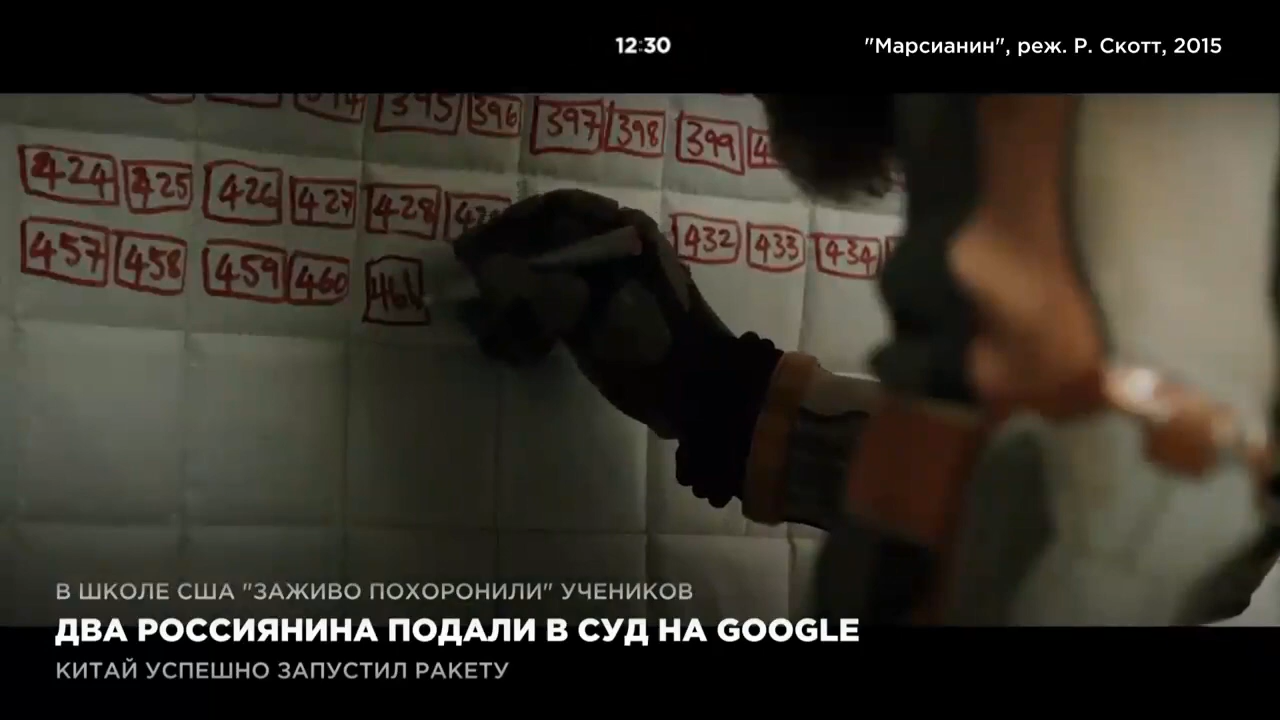 12:30
"Марсианин", реж. Р. Скотт, 2015
394 395 396 397 398 399
424 425 426 427 428 432 433 434
457 458 459 460 461
В ШКОЛЕ США "ЗАЖИВО ПОХОРОНИЛИ" УЧЕНИКОВ
ДВА РОССИЯНИНА ПОДАЛИ В СУД НА GOOGLE
КИТАЙ УСПЕШНО ЗАПУСТИЛ РАКЕТУ